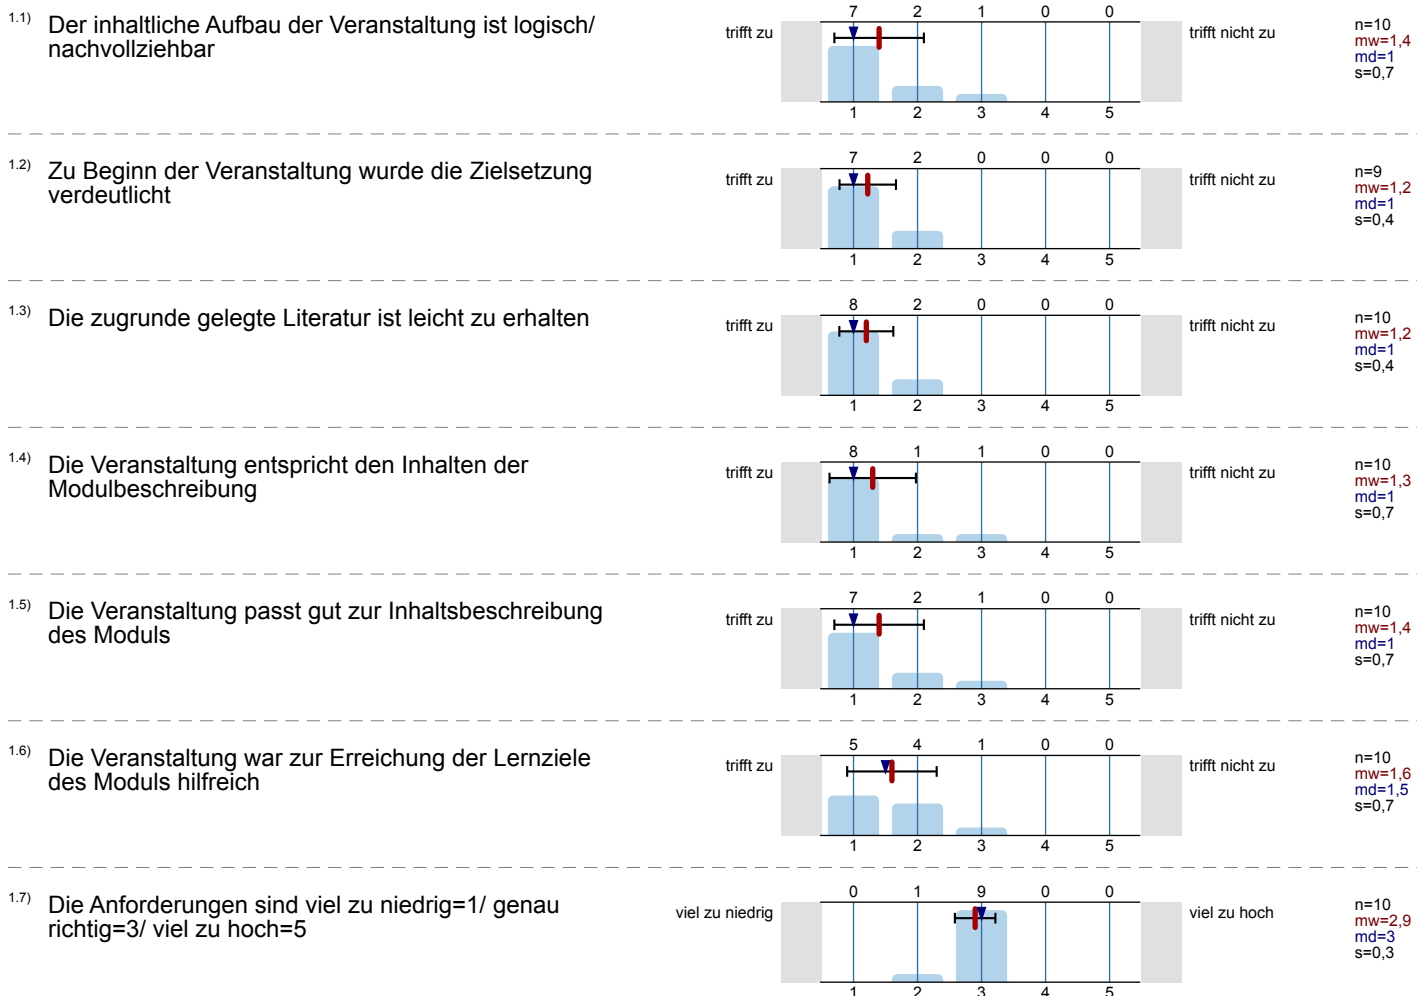 1.1) Der inhaltliche Aufbau der Veranstaltung ist logisch/
nachvollziehbar
trifft zu
7 2 1 0 0
1 2 3 4 5
trifft nicht zu
n=10
mw=1,4
md=1
s=0,7
1.2) Zu Beginn der Veranstaltung wurde die Zielsetzung
verdeutlicht
trifft zu
7 2 0 0 0
1 2 3 4 5
trifft nicht zu
n=9
mw=1,2
md=1
s=0,4
1.3) Die zugrunde gelegte Literatur ist leicht zu erhalten
trifft zu
8 2 0 0 0
1 2 3 4 5
trifft nicht zu
n=10
mw=1,2
md=1
s=0,4
1.4) Die Veranstaltung entspricht den Inhalten der
Modulbeschreibung
trifft zu
8 1 1 0 0
1 2 3 4 5
trifft nicht zu
n=10
mw=1,3
md=1
s=0,7
1.5) Die Veranstaltung passt gut zur Inhaltsbeschreibung
des Moduls
trifft zu
7 2 1 0 0
1 2 3 4 5
trifft nicht zu
n=10
mw=1,4
md=1
s=0,7
1.6) Die Veranstaltung war zur Erreichung der Lernziele
des Moduls hilfreich
trifft zu
5 4 1 0 0
1 2 3 4 5
trifft nicht zu
n=10
mw=1,6
md=1,5
s=0,7
1.7) Die Anforderungen sind viel zu niedrig=1/ genau
richtig=3/ viel zu hoch=5
viel zu niedrig
0 1 9 0 0
1 2 3 4 5
viel zu hoch
n=10
mw=2,9
md=3
s=0,3